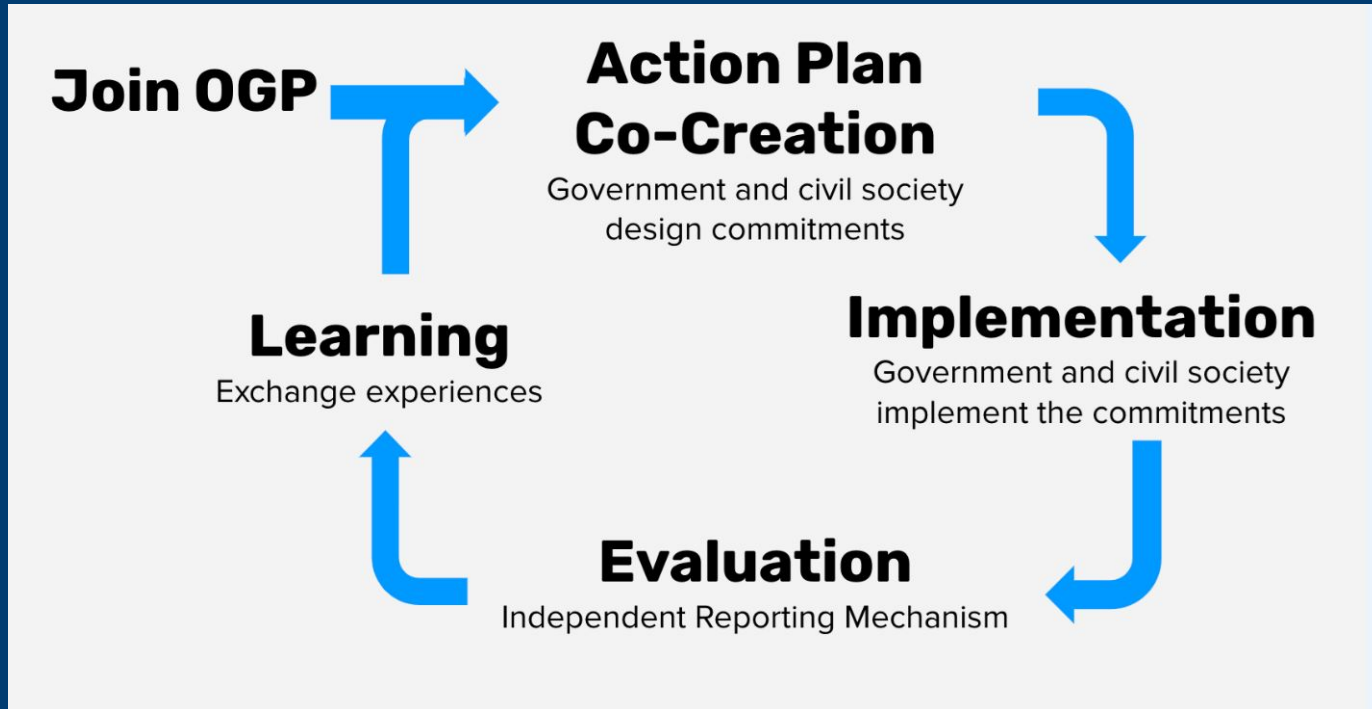 Join OGP
Action Plan
Co-Creation
Government and civil society
design commitments
Implementation
Government and civil society
implement the commitments
Evaluation
Independent Reporting Mechanism
Learning
Exchange experiences